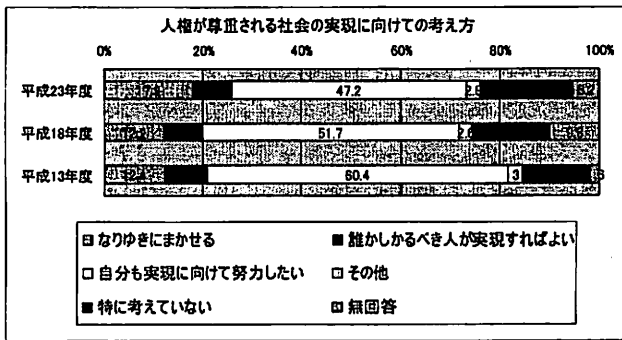 人権が尊重される社会の実現に向けての考え方
0% 20% 40% 60% 80% 100%
平成23年度 47.2
平成18年度 51.7
平成13年度 60.4 3
なりゆきにまかせる 誰かしかるべき人が実現すればよい
自分も実現に向けて努力したい その他
特に考えていない 無回答